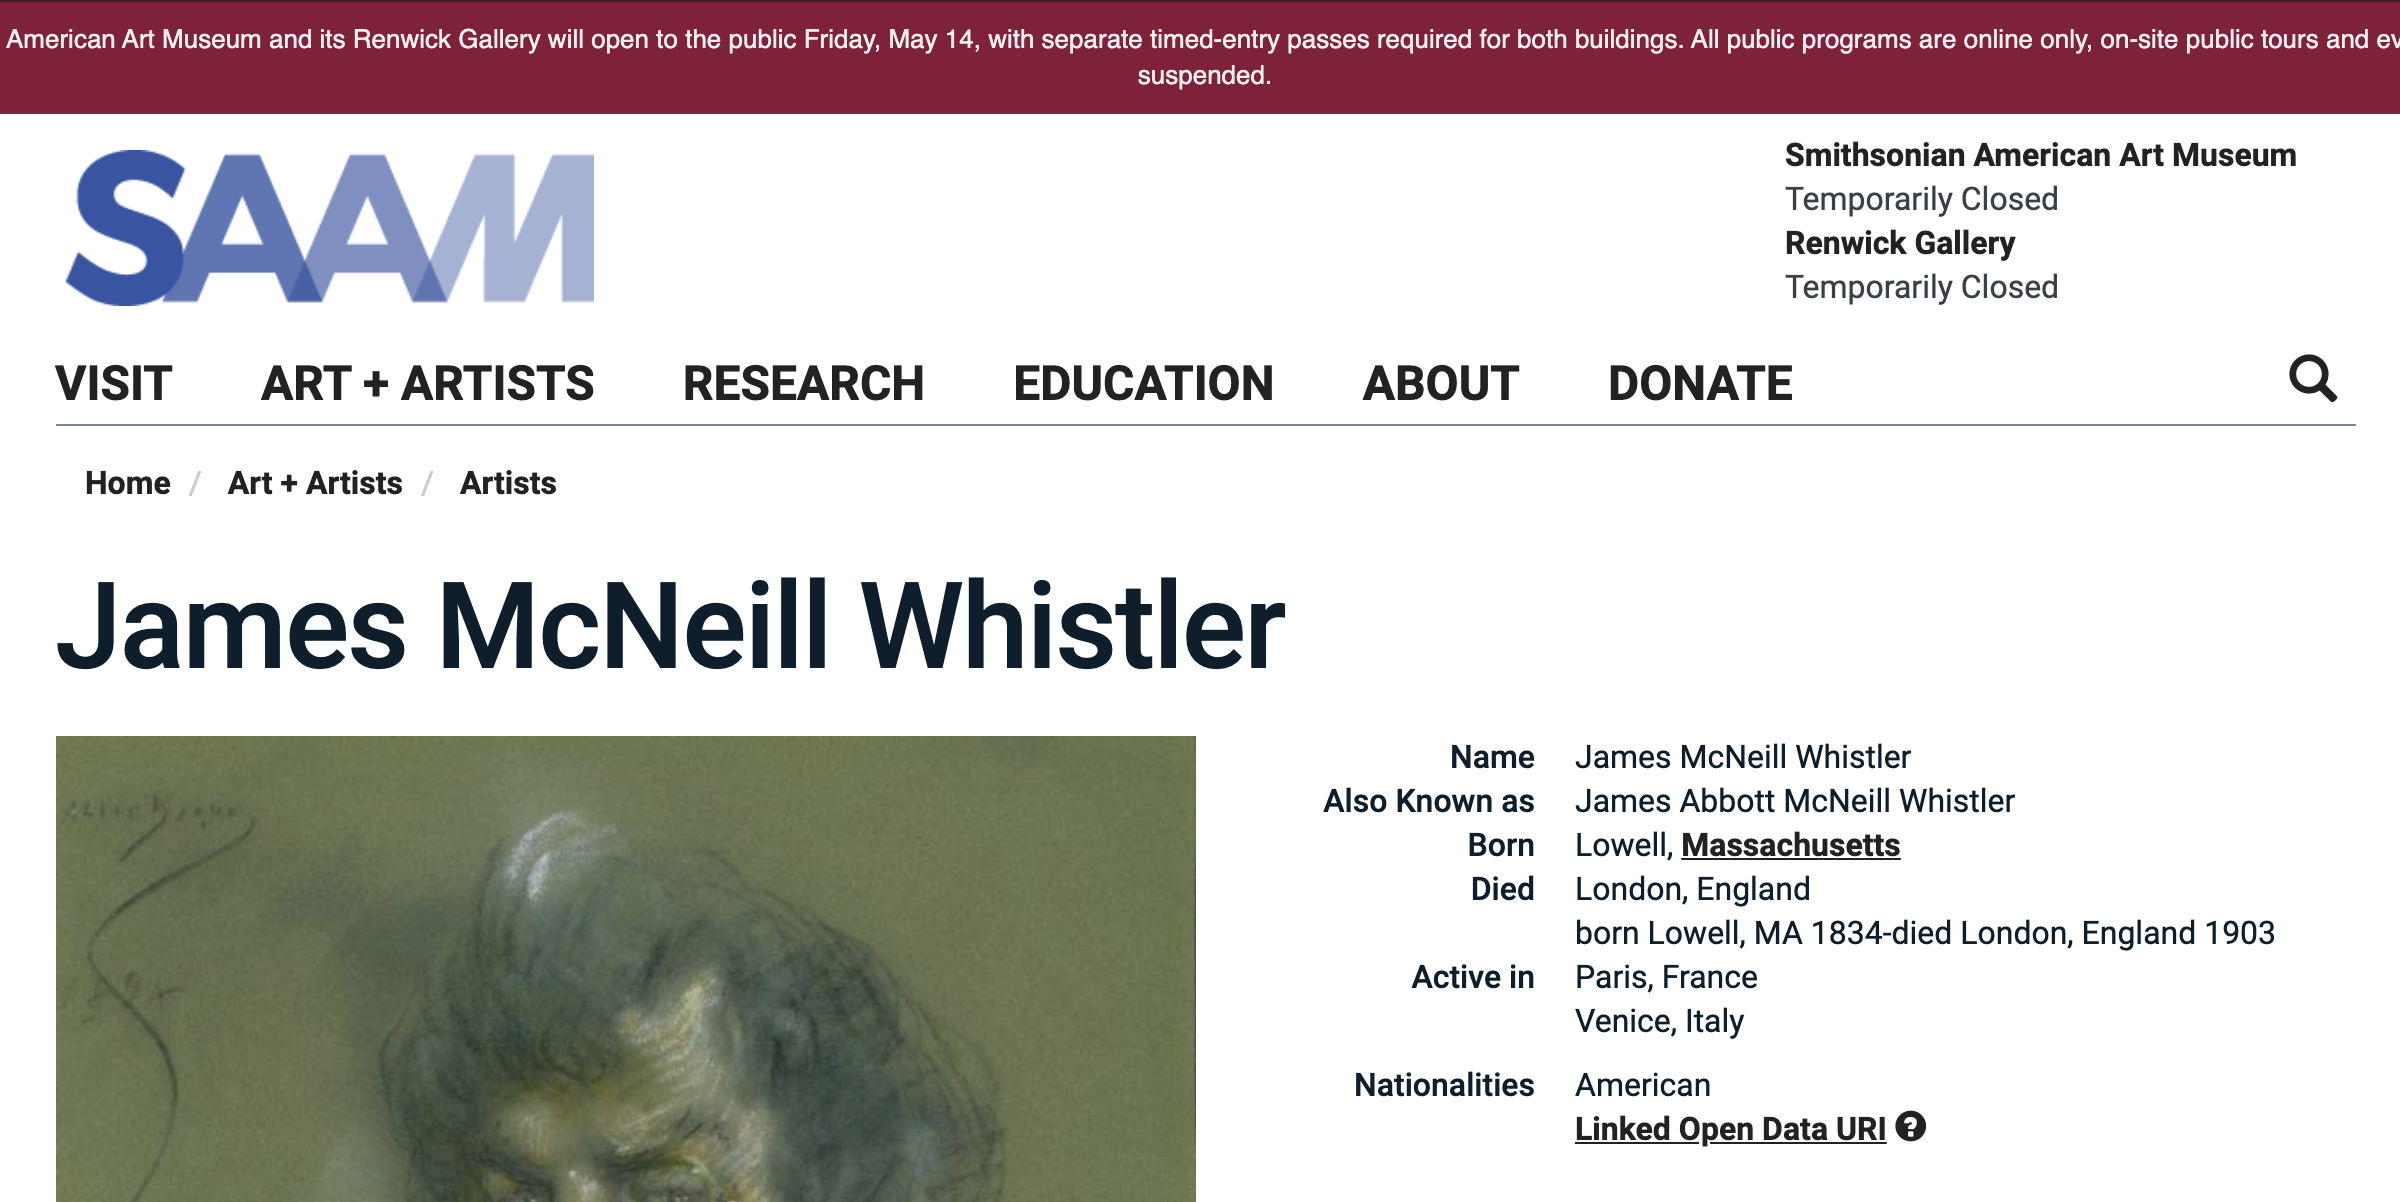 American Art Museum and its Renwick Gallery will open to the public Friday, May 14, with separate timed-entry passes required for both buildings. All public programs are online only, on-site public tours and ev
suspended.
SAAM
Smithsonian American Art Museum
Temporarily Closed
Renwick Gallery
Temporarily Closed
VISIT ART + ARTISTS RESEARCH EDUCATION ABOUT DONATE
Home / Art + Artists / Artists
James McNeill Whistler
Name James McNeill Whistler
Also Known as James Abbott McNeill Whistler
Born Lowell, Massachusetts
Died London, England
born Lowell, MA 1834-died London, England 1903
Active in Paris, France
Venice, Italy
Nationalities American
Linked Open Data URI ?